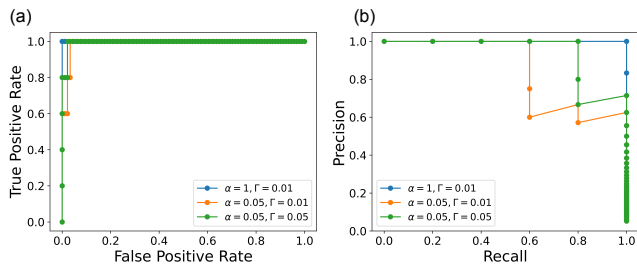 (a)
True Positive Rate
1.0
0.8
0.6
0.4
0.2
0.0
α = 1, Γ = 0.01
α = 0.05, Γ = 0.01
α = 0.05, Γ = 0.05
0.0 0.2 0.4 0.6 0.8 1.0
False Positive Rate
(b)
Precision
1.0
0.8
0.6
0.4
0.2
0.0
α = 1, Γ = 0.01
α = 0.05, Γ = 0.01
α = 0.05, Γ = 0.05
0.0 0.2 0.4 0.6 0.8 1.0
Recall